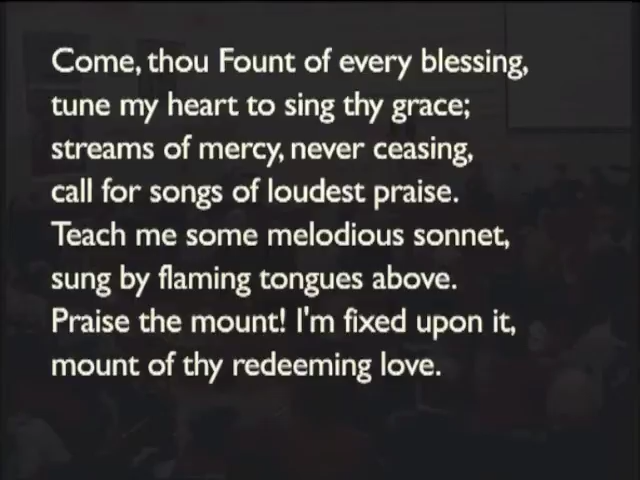 Come, thou Fount of every blessing,
tune my heart to sing thy grace;
streams of mercy, never ceasing,
call for songs of loudest praise.
Teach me some melodious sonnet,
sung by flaming tongues above.
Praise the mount! I'm fixed upon it,
mount of thy redeeming love.